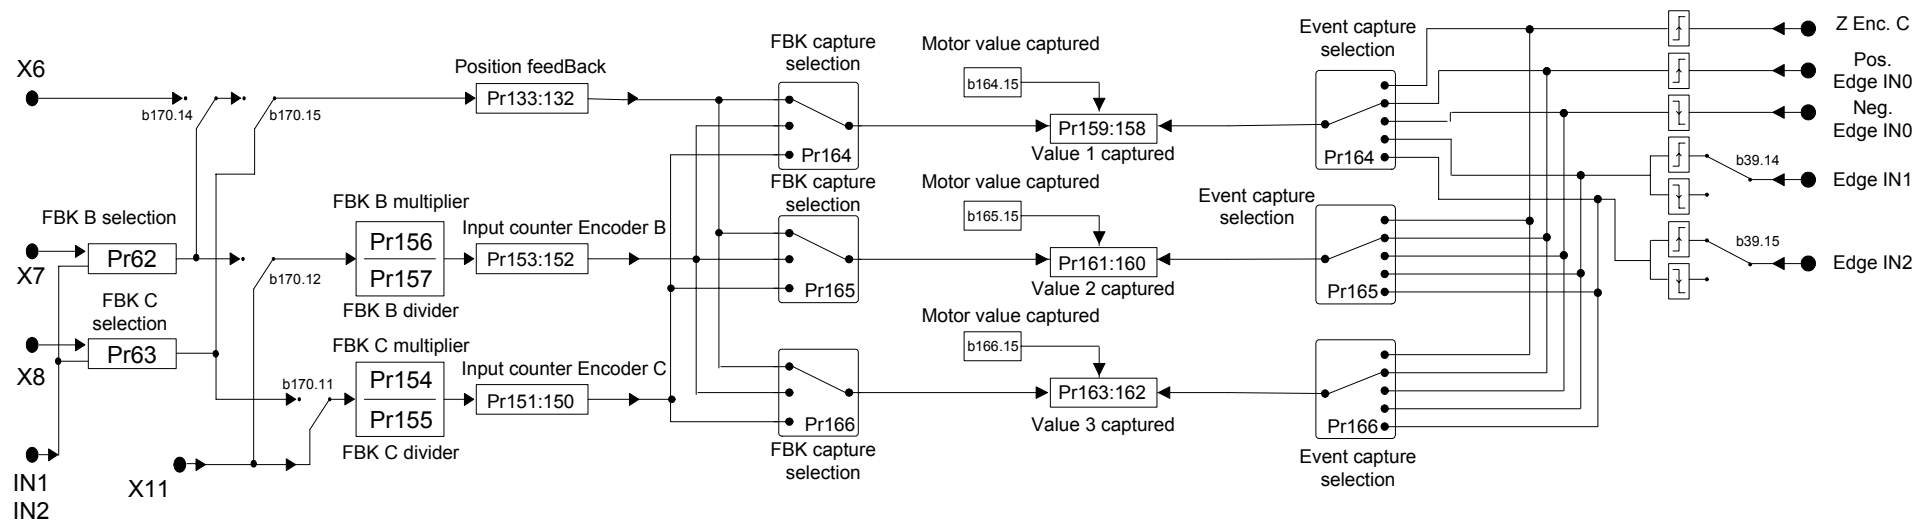 X6
b170.14
b170.15
Position feedBack
Pr133:132
FBK capture
selection
Pr164
Motor value captured
b164.15
Pr159:158
Value 1 captured
Event capture
selection
Pr164
Z Enc. C
Pos.
Edge IN0
Neg.
Edge IN0
b39.14
Edge IN1
FBK B selection
X7
Pr62
b170.12
FBK B multiplier
Pr156
Pr157
FBK B divider
Input counter Encoder B
Pr153:152
FBK capture
selection
Pr165
Motor value captured
b165.15
Pr161:160
Value 2 captured
Event capture
selection
Pr165
b39.15
Edge IN2
FBK C
selection
Pr63
X8
b170.11
FBK C multiplier
Pr154
Pr155
FBK C divider
Input counter Encoder C
Pr151:150
Pr166
FBK capture
selection
Motor value captured
b166.15
Pr163:162
Value 3 captured
Pr166
Event capture
selection
IN1
IN2
X11